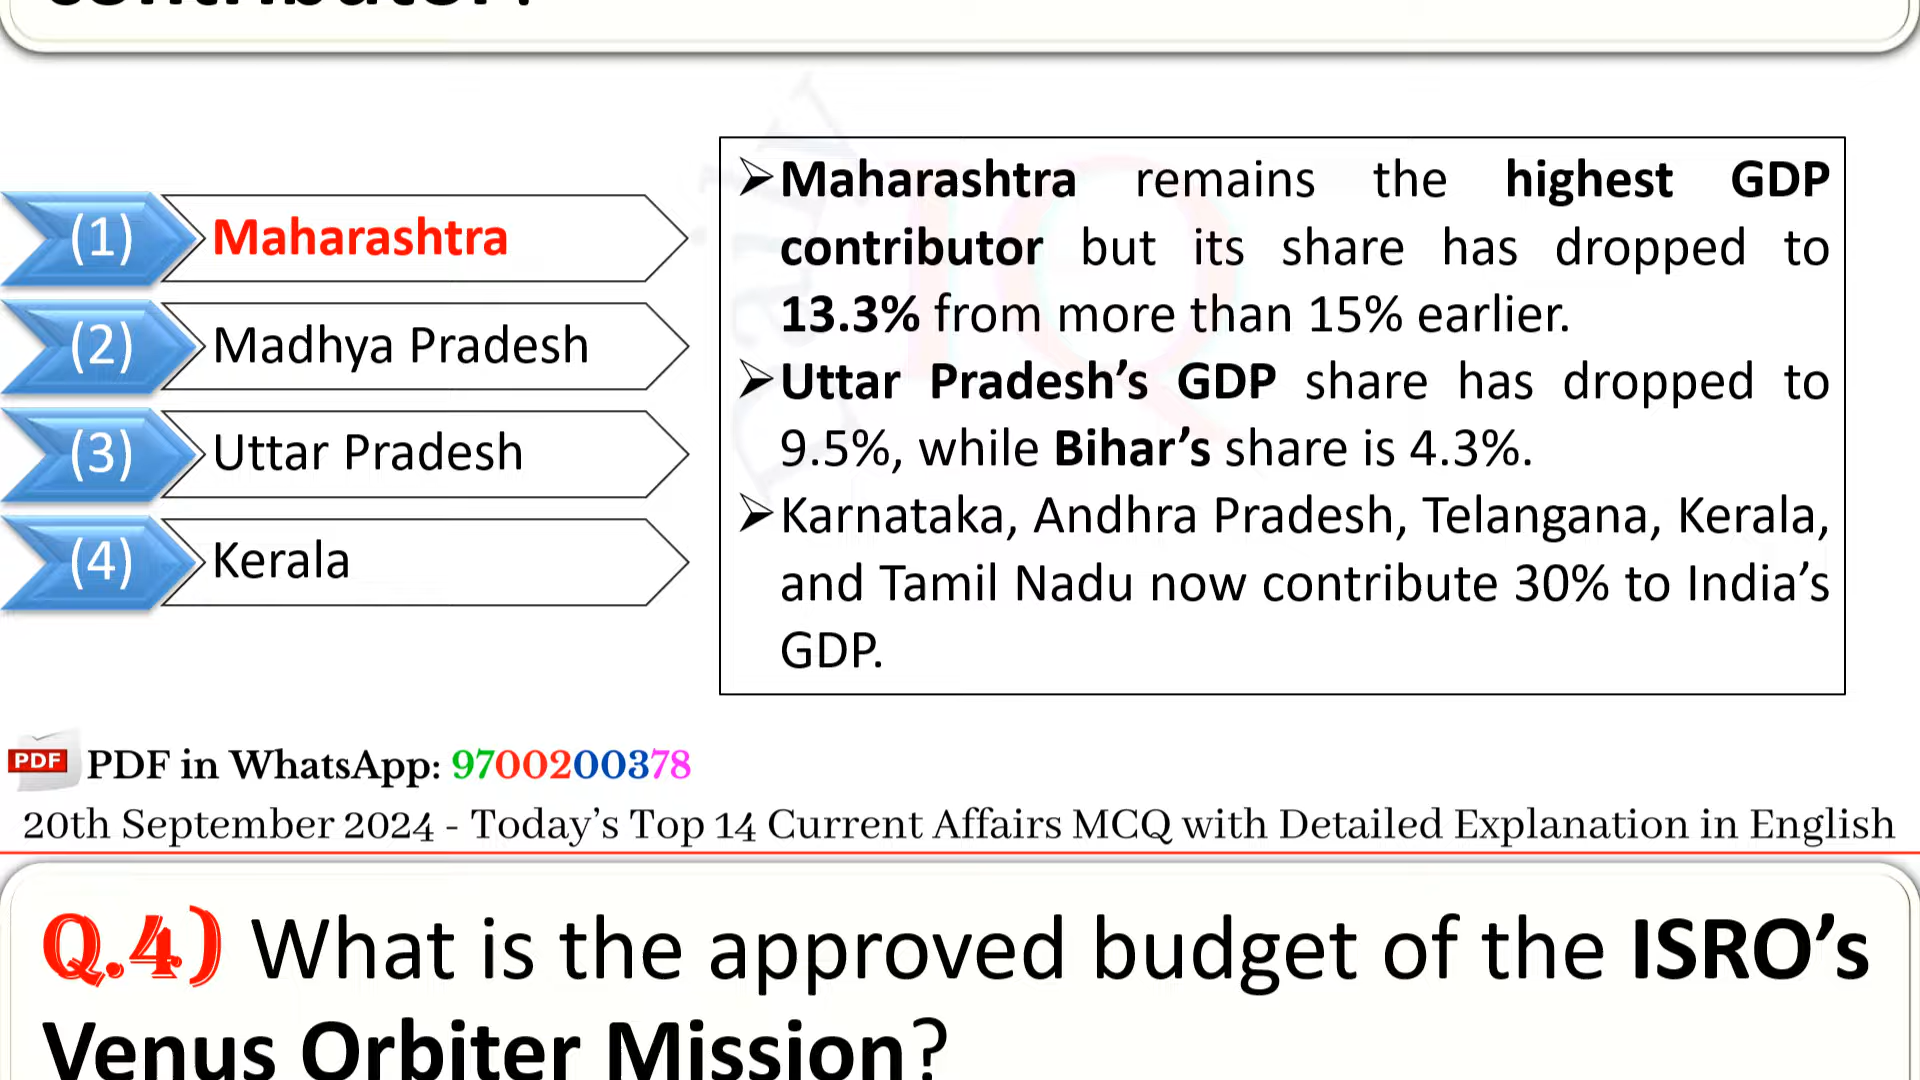 contributor?
(1) Maharashtra
(2) Madhya Pradesh
(3) Uttar Pradesh
(4) Kerala
➢Maharashtra remains the highest GDP
contributor but its share has dropped to
13.3% from more than 15% earlier.
➢Uttar Pradesh’s GDP share has dropped to
9.5%, while Bihar’s share is 4.3%.
➢Karnataka, Andhra Pradesh, Telangana, Kerala,
and Tamil Nadu now contribute 30% to India’s
GDP.
Daily
IQ
PDF PDF in WhatsApp: 9700200378
20th September 2024 - Today’s Top 14 Current Affairs MCQ with Detailed Explanation in English
Q.4) What is the approved budget of the ISRO’s
Venus Orbiter Mission?